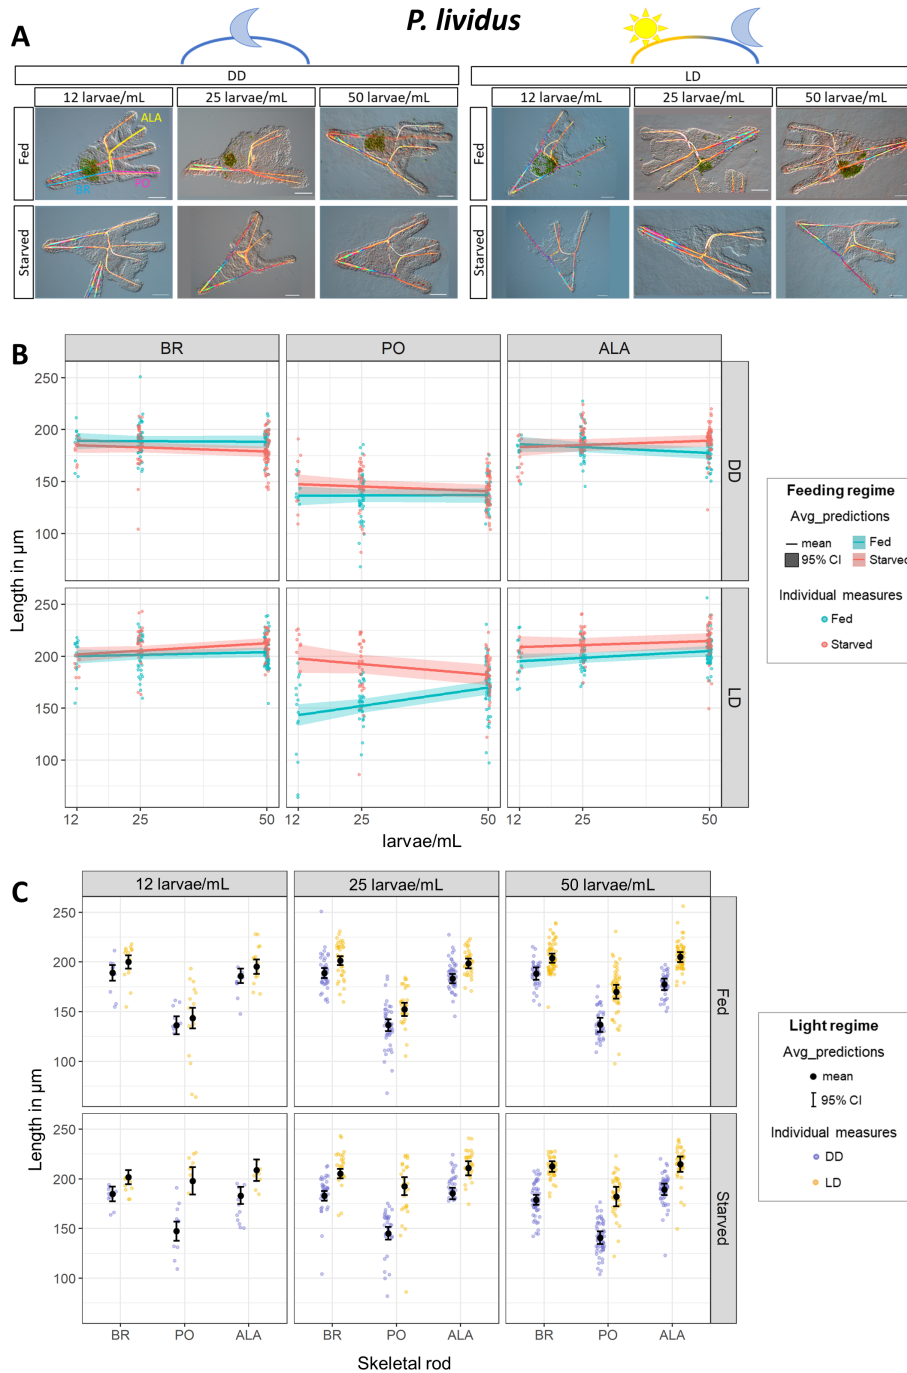 P. lividus
A
DD
LD
12 larvae/mL
25 larvae/mL
50 larvae/mL
12 larvae/mL
25 larvae/mL
50 larvae/mL
Fed
ALA
BR
PO
Starved
B
BR
PO
ALA
DD
LD
Length in µm
250
200
150
100
250
200
150
100
12
25
50
12
25
50
12
25
50
larvae/mL
Feeding regime
Avg_predictions
mean
Fed
95% CI
Starved
Individual measures
Fed
Starved
C
12 larvae/mL
25 larvae/mL
50 larvae/mL
Fed
Starved
Length in µm
250
200
150
100
250
200
150
100
BR
PO
ALA
BR
PO
ALA
BR
PO
ALA
Skeletal rod
Light regime
Avg_predictions
mean
95% CI
Individual measures
DD
LD